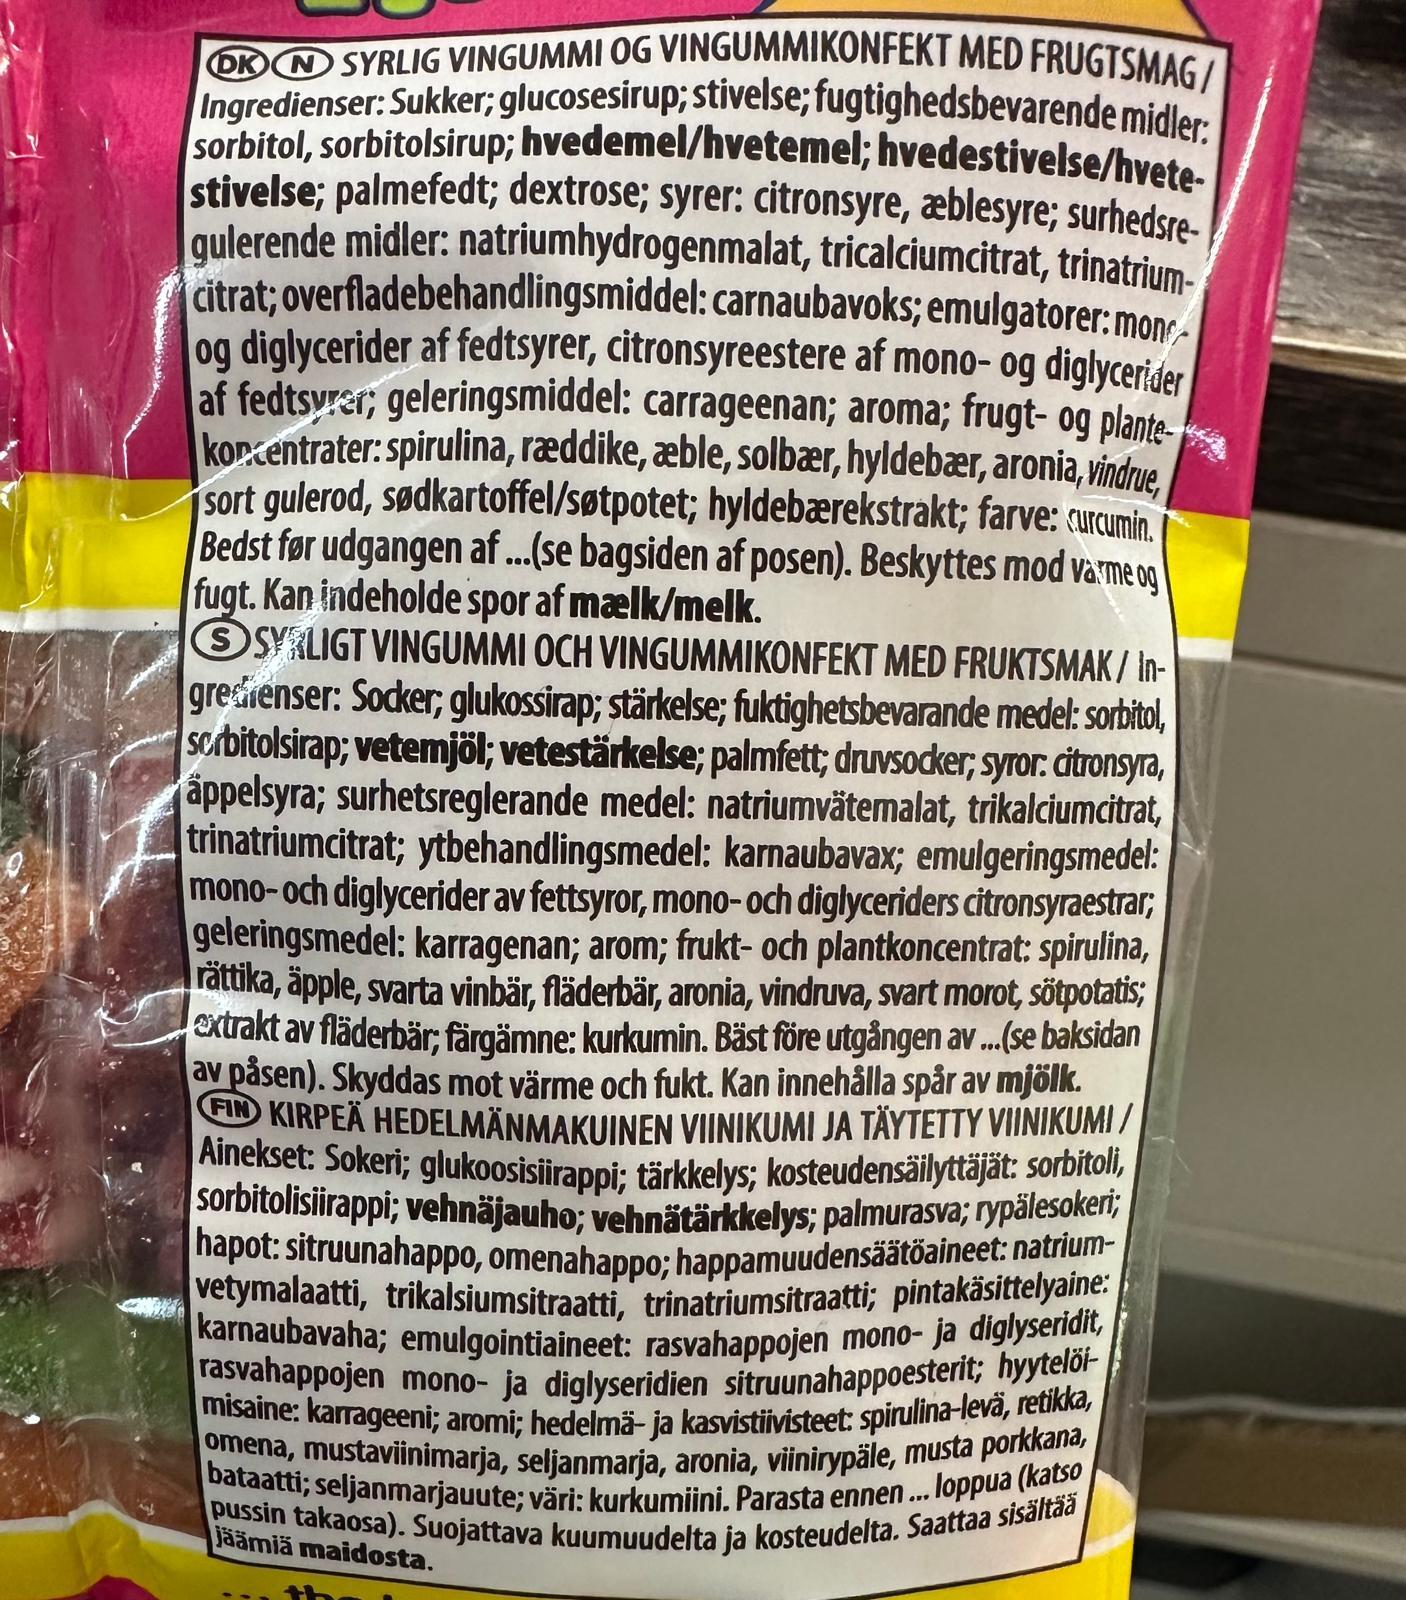 DK N SYRLIG VINGUMMI OG VINGUMMIKONFEKT MED FRUGTSMAG /
Ingredienser: Sukker; glucosesirup; stivelse; fugtighedsbevarende midler:
sorbitol, sorbitolsirup; hvedemel/hvetemel; hvedestivelse/hvete-
stivelse; palmefedt; dextrose; syrer: citronsyre, æblesyre; surhedsre-
gulerende midler: natriumhydrogenmalat, tricalciumcitrat, trinatrium-
citrat; overfladebehandlingsmiddel: carnaubavoks; emulgatorer: mono-
og diglycerider af fedtsyrer, citronsyreestere af mono- og diglycerider
af fedtsyrer; geleringsmiddel: carrageenan; aroma; frugt- og plante-
koncentrater: spirulina, ræddike, æble, solbær, hyldebær, aronia, vindrue,
sort gulerod, sødkartoffel/søtpotet; hyldebærekstrakt; farve: curcumin.
Bedst før udgangen af ...(se bagsiden af posen). Beskyttes mod varme og
fugt. Kan indeholde spor af mælk/melk.
S SYRLIGT VINGUMMI OCH VINGUMMIKONFEKT MED FRUKTSMAK / In-
gredienser: Socker; glukossirap; stärkelse; fuktighetsbevarande medel: sorbitol,
sorbitolsirap; vetemjöl; vetestärkelse; palmfett; druvsocker; syror: citronsyra,
äppelsyra; surhetsreglerande medel: natriumvätemalat, trikalciumcitrat,
trinatriumcitrat; ytbehandlingsmedel: karnaubavax; emulgeringsmedel:
mono- och diglycerider av fettsyror, mono- och diglyceriders citronsyraestrar;
geleringsmedel: karragenan; arom; frukt- och plantkoncentrat: spirulina,
rättika, äpple, svarta vinbär, fläderbär, aronia, vindruva, svart morot, sötpotatis;
extrakt av fläderbär; färgämne: kurkumin. Bäst före utgången av ...(se baksidan
av påsen). Skyddas mot värme och fukt. Kan innehålla spår av mjölk.
FIN KIRPEÄ HEDELMÄNMAKUINEN VIINIKUMI JA TÄYTETTY VIINIKUMI /
Ainekset: Sokeri; glukoosisiirappi; tärkkelys; kosteudensäilyttäjät: sorbitoli,
sorbitolisiirappi; vehnäjauho; vehnätärkkelys; palmurasva; rypälesokeri;
hapot: sitruunahappo, omenahappo; happamuudensäätöaineet: natrium-
vetymalaatti, trikalsiumsitraatti, trinatriumsitraatti; pintakäsittelyaine:
karnaubavaha; emulgointiaineet: rasvahappojen mono- ja diglyseridit,
rasvahappojen mono- ja diglyseridien sitruunahappoesterit; hyytelöi-
misaine: karrageeni; aromi; hedelmä- ja kasvistiivisteet: spirulina-levä, retikka,
omena, mustaviinimarja, seljanmarja, aronia, viinirypäle, musta porkkana,
bataatti; seljanmarjauute; väri: kurkumiini. Parasta ennen ... loppua (katso
pussin takaosa). Suojattava kuumuudelta ja kosteudelta. Saattaa sisältää
jäämiä maidosta.